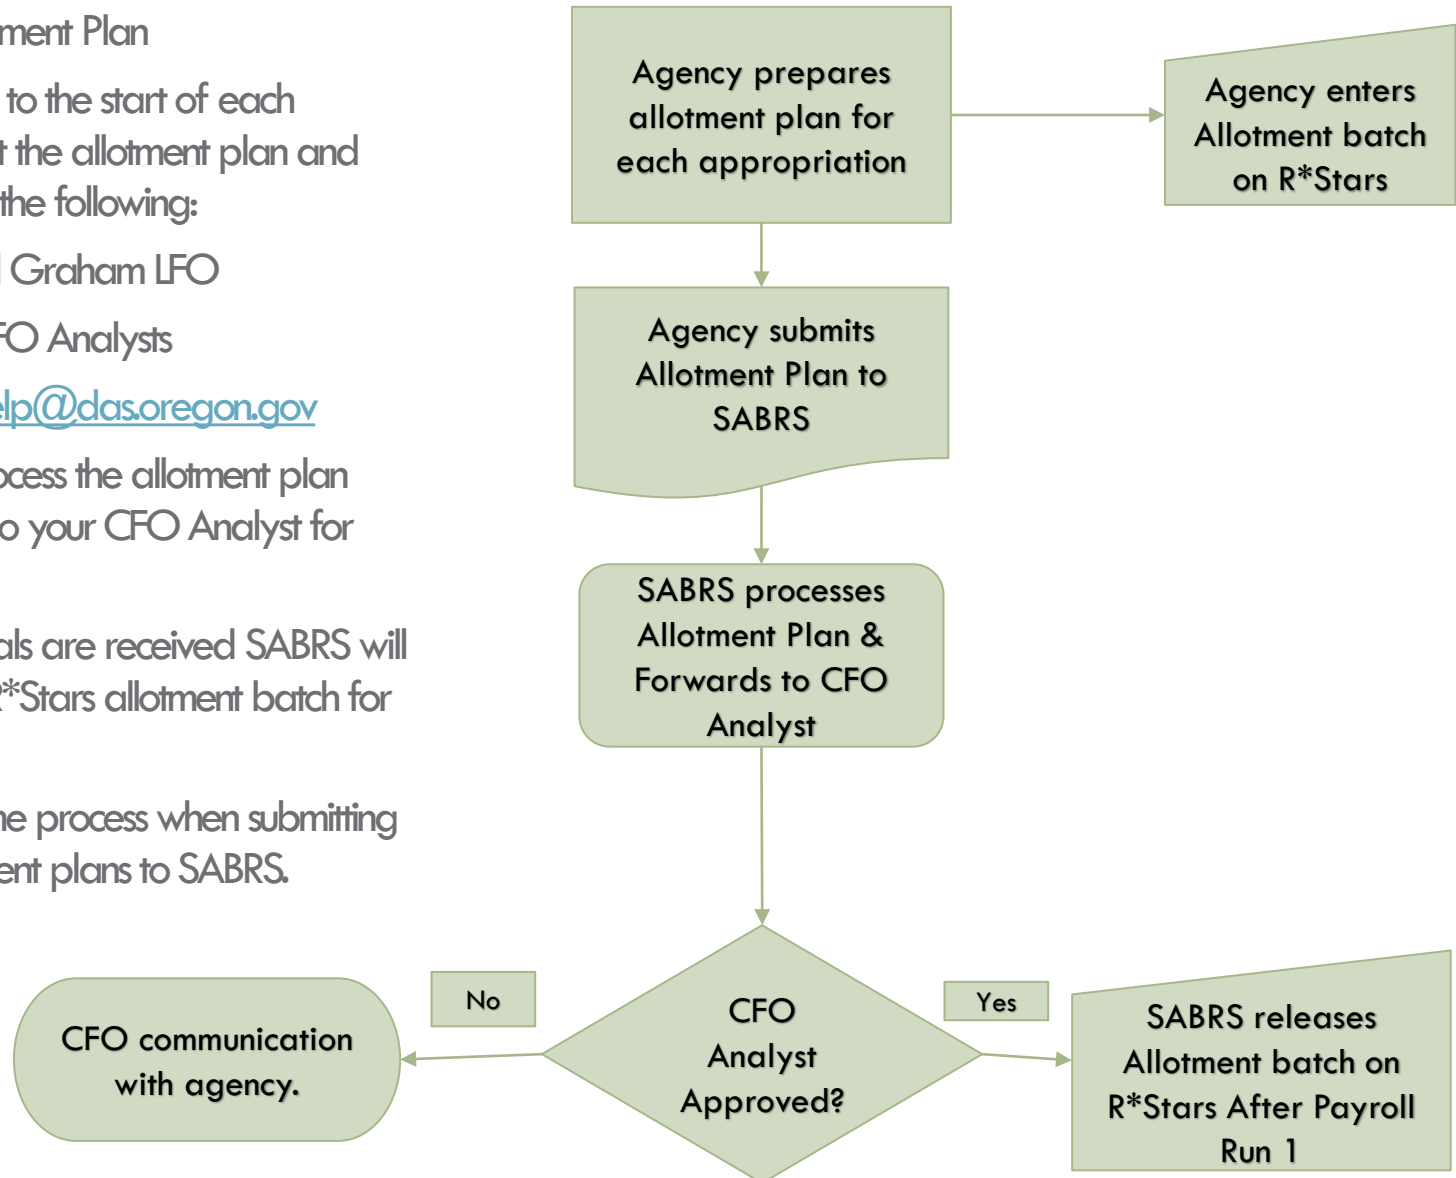 ment Plan
to the start of each
t the allotment plan and
the following:
Graham LFO
FO Analysts
elp@das.oregon.gov
ocess the allotment plan
o your CFO Analyst for
als are received SABRS will
R*Stars allotment batch for
ne process when submitting
ent plans to SABRS.
Agency prepares
allotment plan for
each appropriation
Agency enters
Allotment batch
on R*Stars
Agency submits
Allotment Plan to
SABRS
SABRS processes
Allotment Plan &
Forwards to CFO
Analyst
CFO
Analyst
Approved?
No
CFO communication
with agency.
Yes
SABRS releases
Allotment batch on
R*Stars After Payroll
Run 1